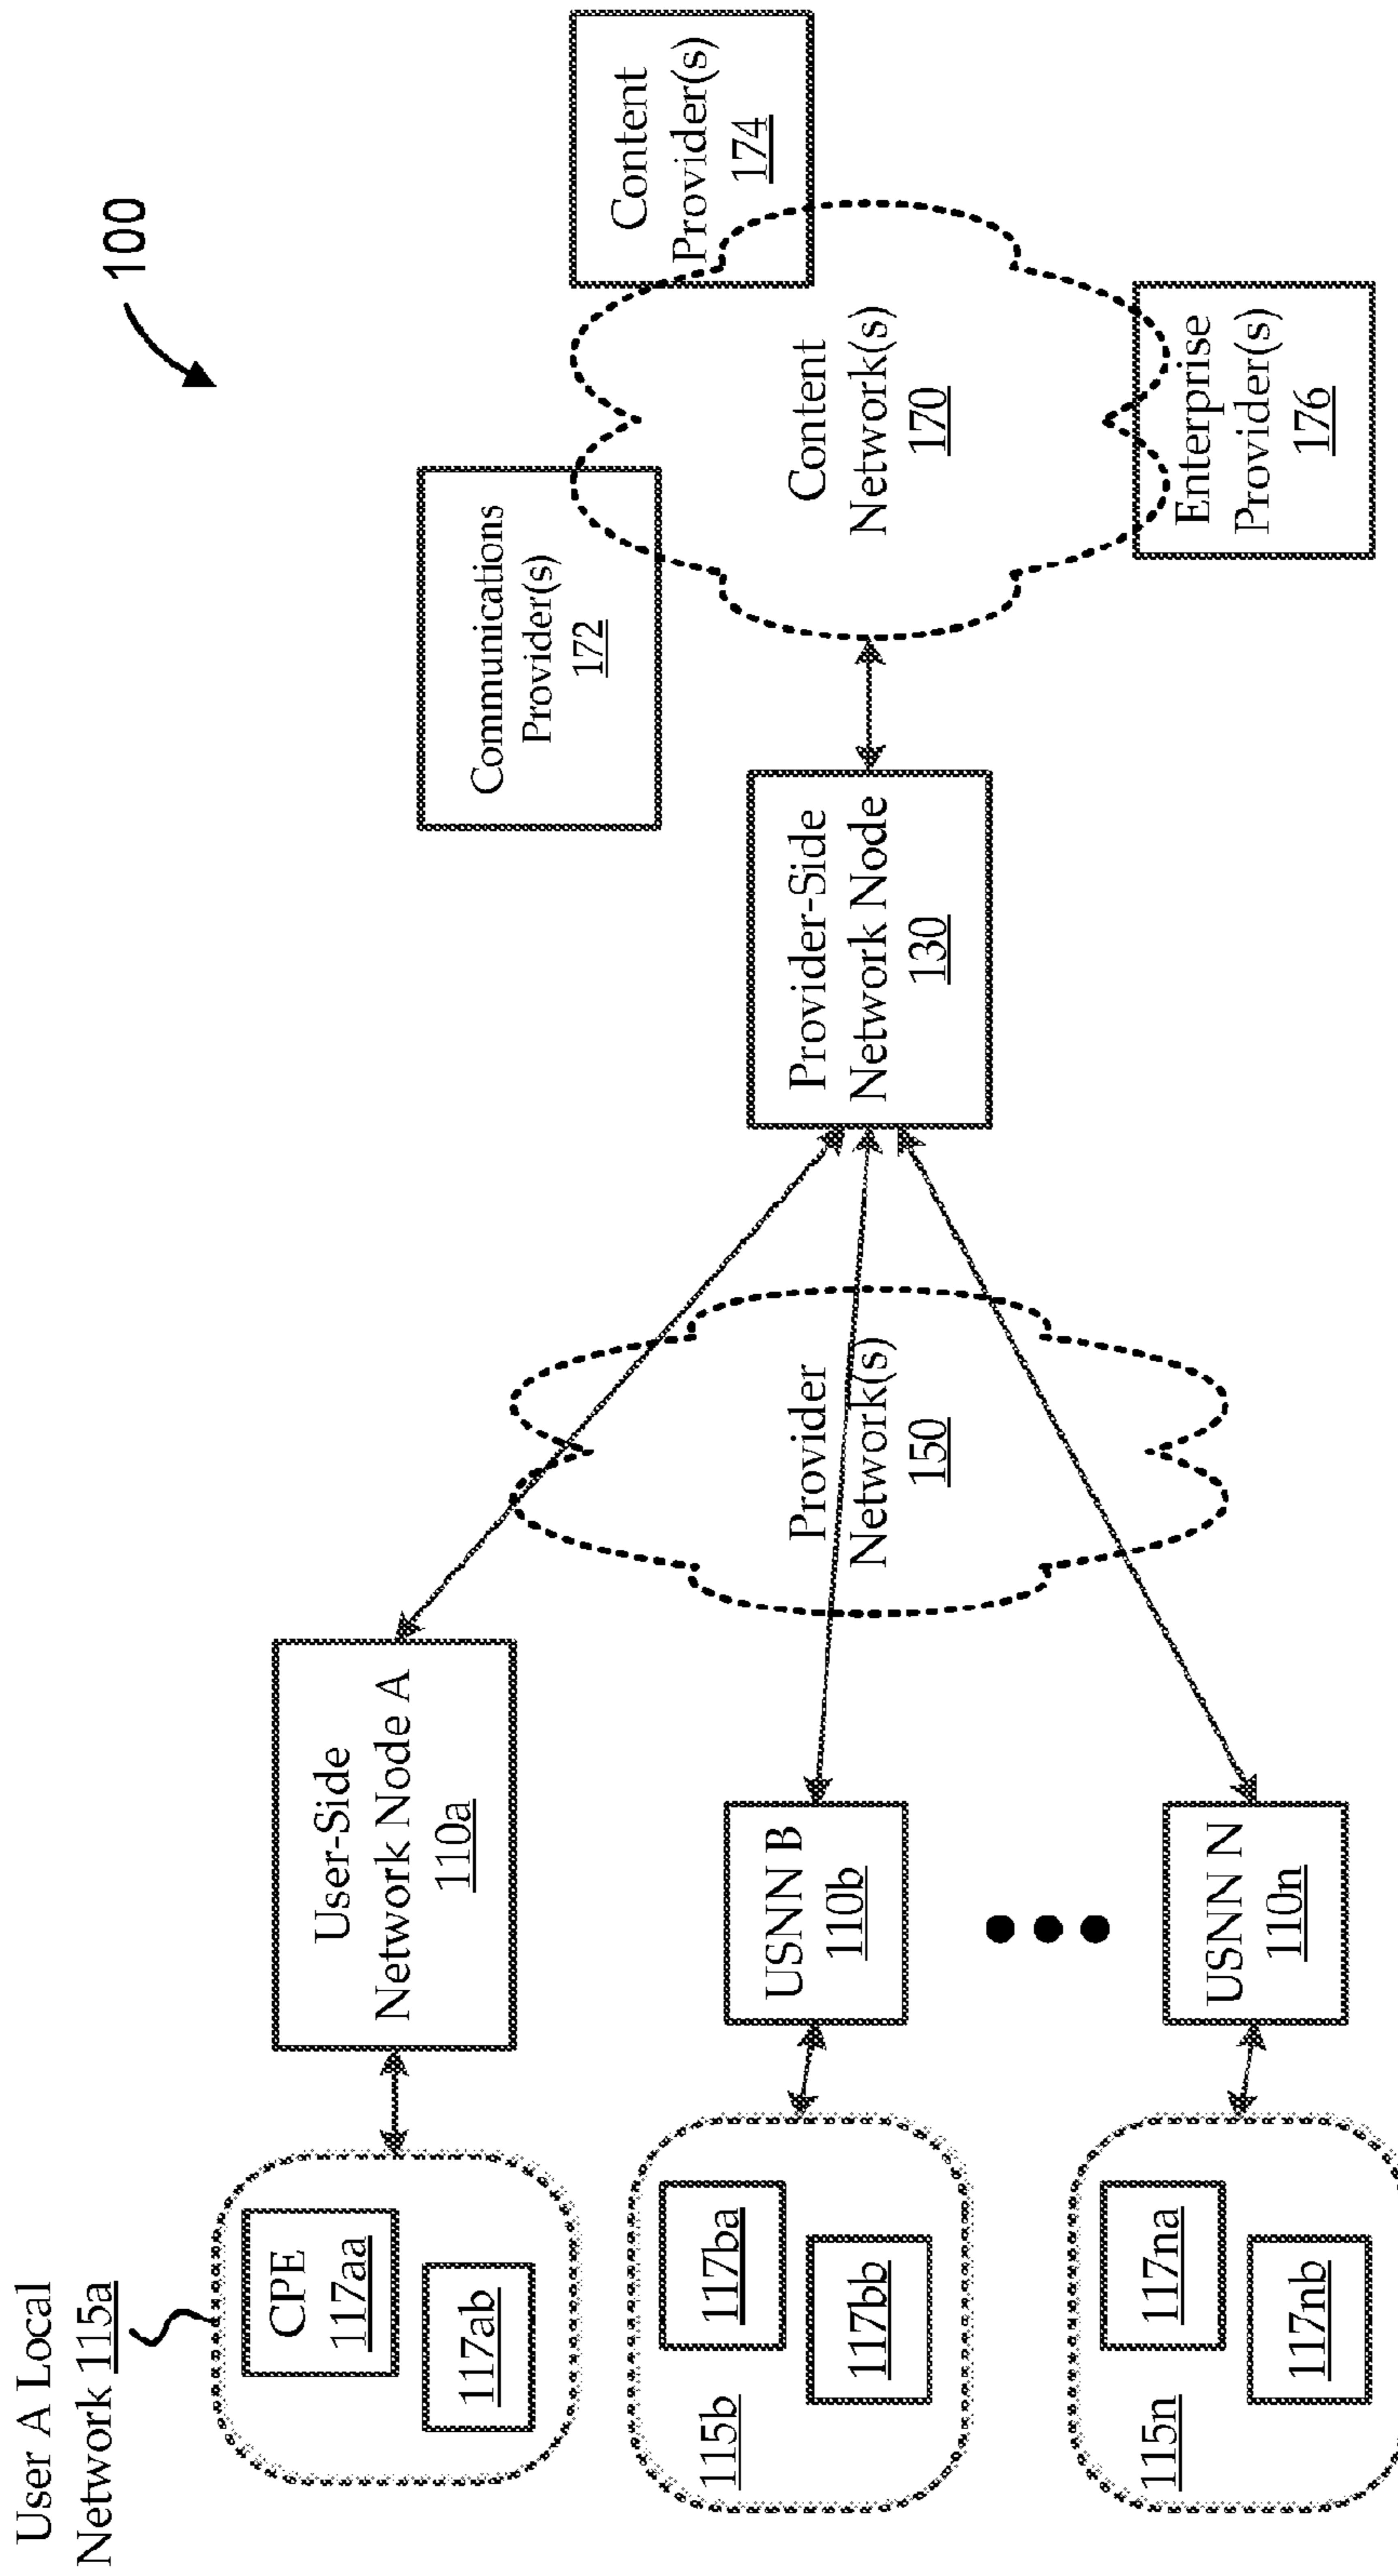 100
User A Local
Network 115a
CPE
117aa
117ab
User-Side
Network Node A
110a
Communications
Provider(s)
172
Content
Provider(s)
174
115b
117ba
117bb
USNN B
110b
Provider
Network(s)
150
Provider-Side
Network Node
130
Content
Network(s)
170
Enterprise
Provider(s)
176
115n
117na
117nb
USNN N
110n